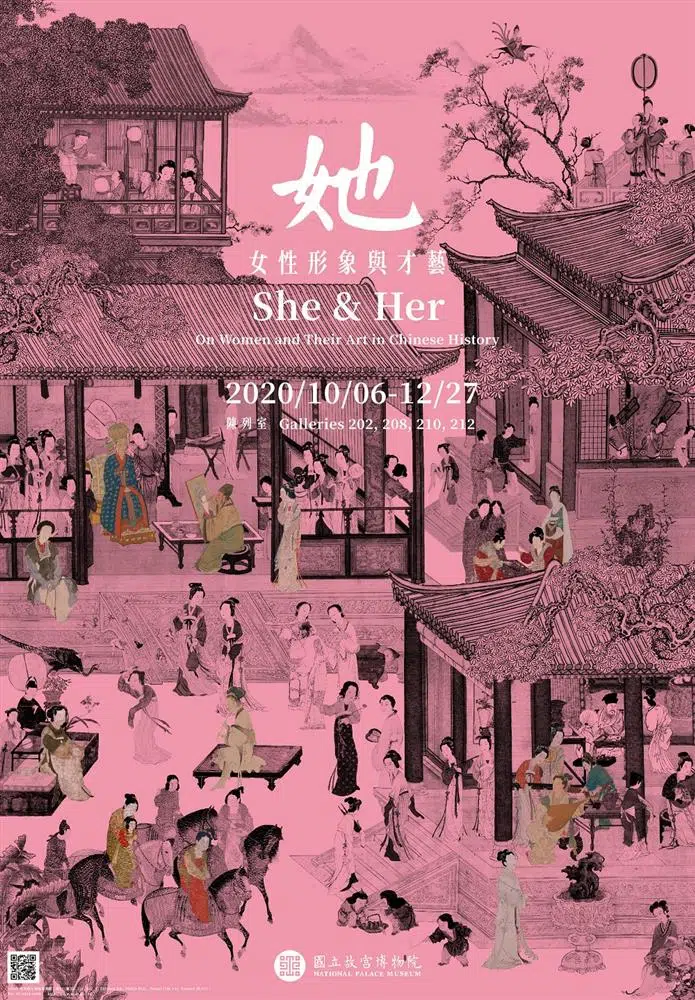 她
女性形象與才藝
She & Her
On Women and Their Art in Chinese History
2020/10/06-12/27
陳列室 Galleries 202, 208, 210, 212
國立故宮博物院
NATIONAL PALACE MUSEUM